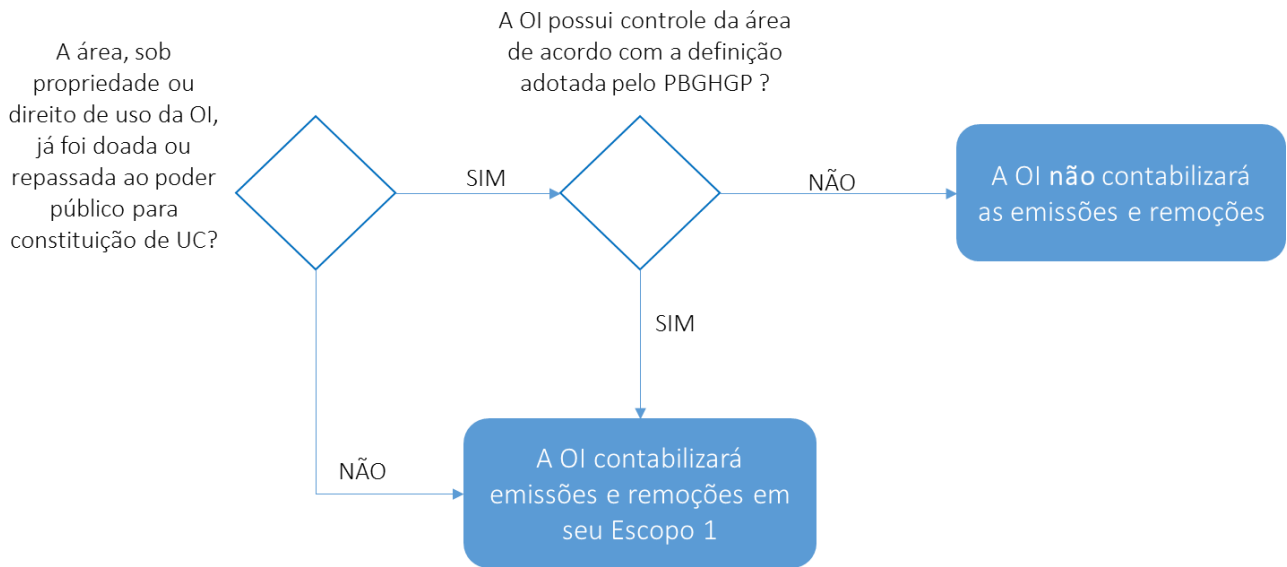 A área, sob
propriedade ou
direito de uso da OI,
já foi doada ou
repassada ao poder
público para
constituição de UC?
SIM
A OI possui controle da área
de acordo com a definição
adotada pelo PBGHGP ?
NÃO
A OI não contabilizará
as emissões e remoções
SIM
NÃO
A OI contabilizará
emissões e remoções em
seu Escopo 1